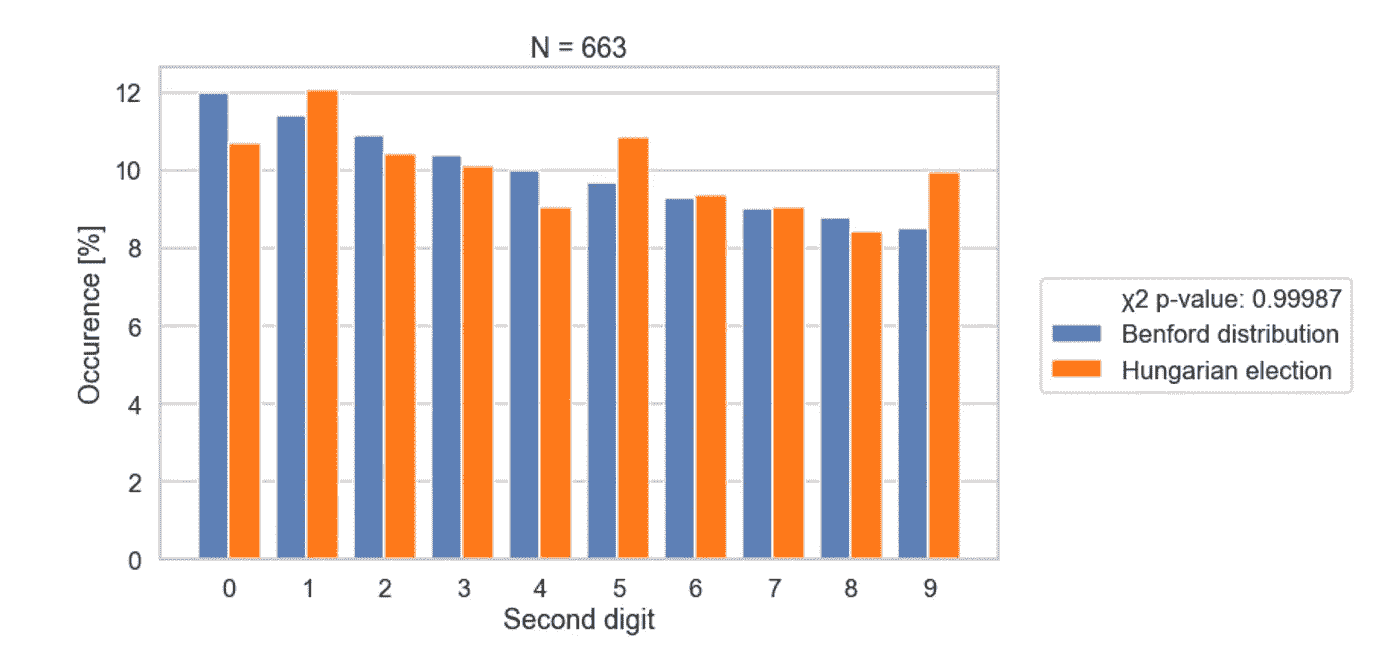 N = 663
12
10
8
6
4
2
0
Occurence [%]
0 1 2 3 4 5 6 7 8 9
Second digit
χ2 p-value: 0.99987
Benford distribution
Hungarian election